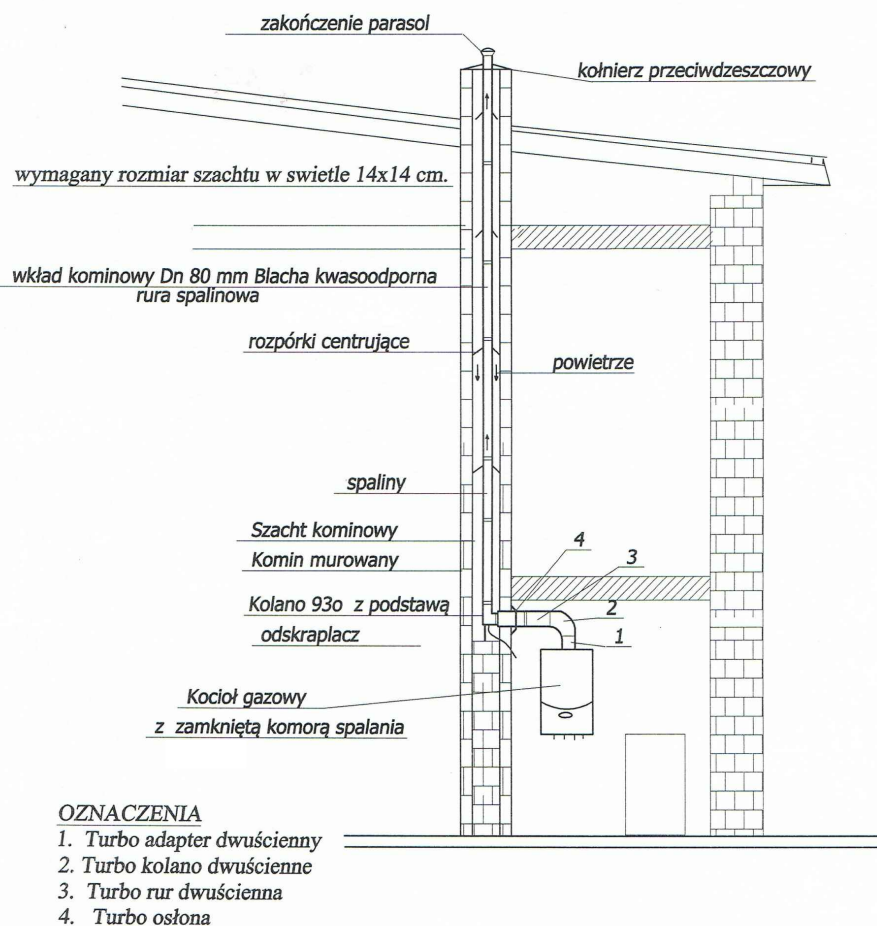 zakończenie parasol
kołnierz przeciwdzeszczowy
wymagany rozmiar szachtu w swietle 14x14 cm.
wkład kominowy Dn 80 mm Blacha kwasoodporna
rura spalinowa
rozpórki centrujące
powietrze
spaliny
Szacht kominowy
Komin murowany
Kolano 93o z podstawą
odskraplacz
4
3
2
1
Kocioł gazowy
z zamkniętą komorą spalania
OZNACZENIA
1. Turbo adapter dwuścienny
2. Turbo kolano dwuścienne
3. Turbo rur dwuścienna
4. Turbo osłona